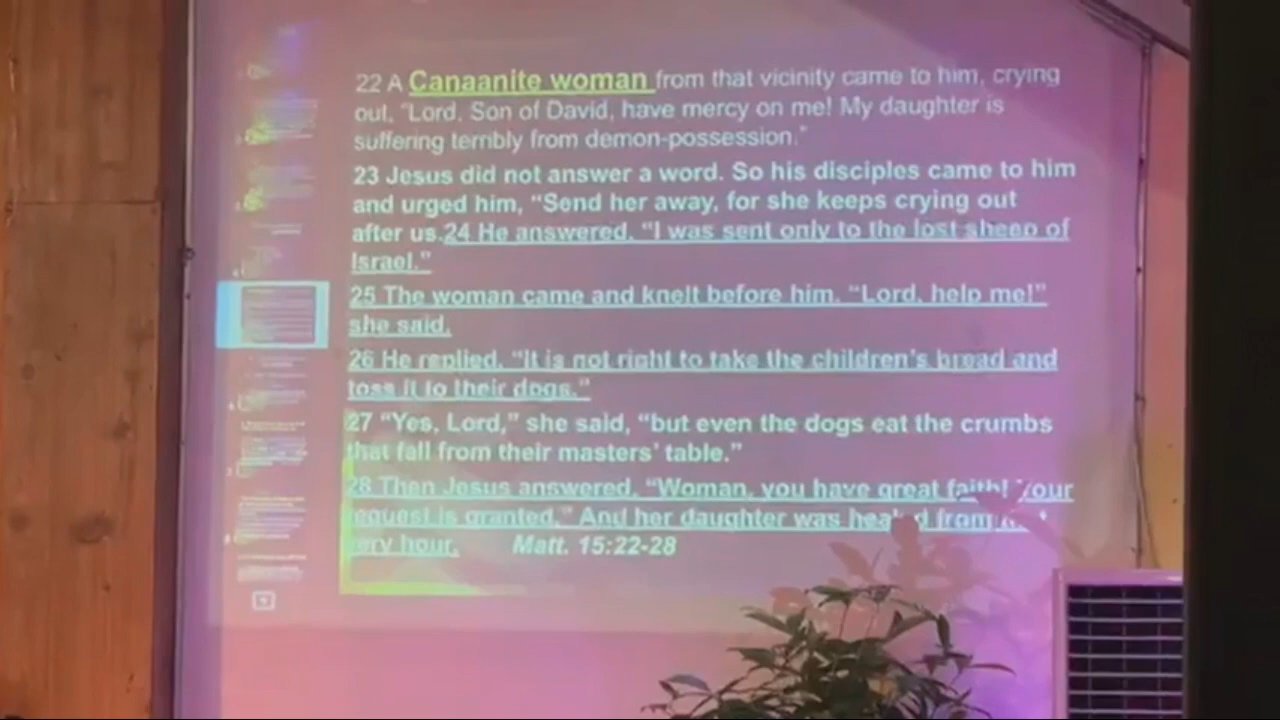 22 A Canaanite woman from that vicinity came to him, crying
out, "Lord, Son of David, have mercy on me! My daughter is
suffering terribly from demon-possession."
23 Jesus did not answer a word. So his disciples came to him
and urged him, "Send her away, for she keeps crying out
after us.24 He answered, "I was sent only to the lost sheep of
Israel."
25 The woman came and knelt before him. "Lord, help me!"
she said.
26 He replied, "It is not right to take the children's bread and
toss it to their dogs."
27 "Yes, Lord," she said, "but even the dogs eat the crumbs
that fall from their masters' table."
28 Then Jesus answered, "Woman, you have great faith! Your
request is granted." And her daughter was healed from
very hour. Matt. 15:22-28